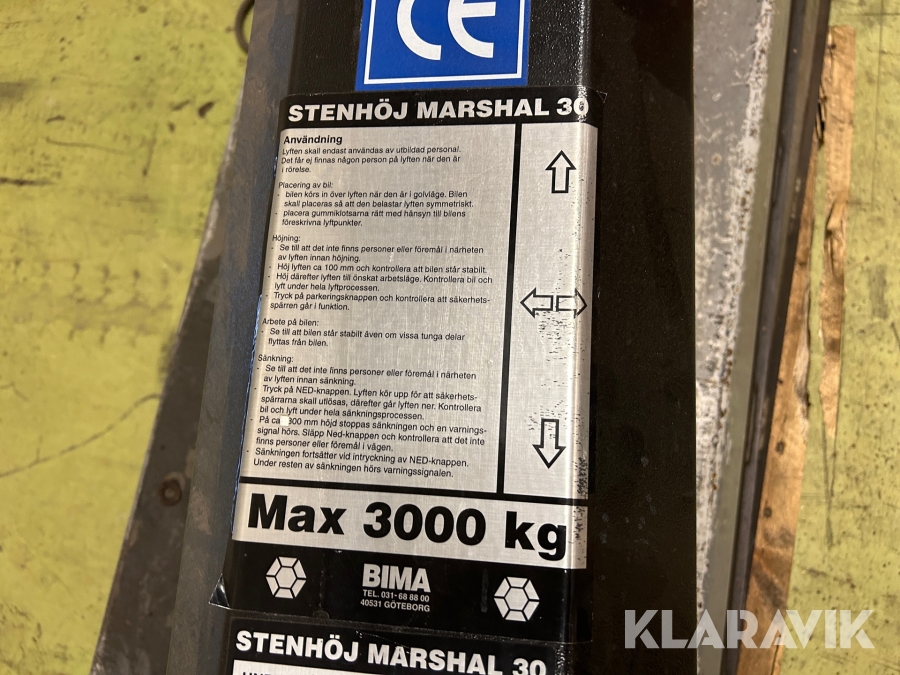 CE
STENHÖJ MARSHAL 30
Användning
Lyften skall endast användas av utbildad personal.
Det får ej finnas någon person på lyften när den är
i rörelse.
Placering av bil:
- bilen körs in över lyften när den är i golvläge. Bilen
skall placeras så att den belastar lyften symmetriskt.
- placera gummiklotsarna rätt med hänsyn till bilens
föreskrivna lyftpunkter.
Höjning:
- Se till att det inte finns personer eller föremål i närheten
av lyften innan höjning.
- Höj lyften ca 100 mm och kontrollera att bilen står stabilt.
- Höj därefter lyften till önskat arbetsläge. Kontrollera bil och
lyft under hela lyftprocessen.
- Tryck på parkeringsknappen och kontrollera att säkerhets-
spärren går i funktion.
Arbete på bilen:
- Se till att bilen står stabilt även om vissa tunga delar
flyttas från bilen.
Sänkning:
- Se till att det inte finns personer eller föremål i närheten
av lyften innan sänkning.
- Tryck på NED-knappen. Lyften kör upp för att säkerhets-
spärrarna skall utlösas, därefter går lyften ner. Kontrollera
bil och lyft under hela sänkningsprocessen.
- På ca 300 mm höjd stoppas sänkningen och en varnings-
signal hörs. Släpp Ned-knappen och kontrollera att det inte
finns personer eller föremål i vägen.
- Sänkningen fortsätter vid intryckning av NED-knappen.
Under resten av sänkningen hörs varningssignalen.
Max 3000 kg
BIMA
TEL. 031-68 88 00
40531 GÖTEBORG
STENHÖJ MARSHAL 30
KLARAVIK